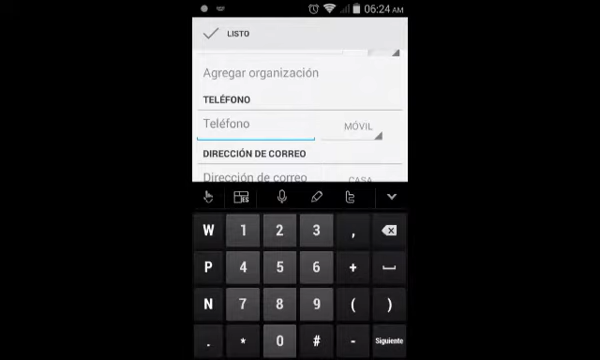 06:24 AM
LISTO
Agregar organización
TELÉFONO
Teléfono MÓVIL
DIRECCIÓN DE CORREO
Dirección de correo CASA
ES
W 1 2 3 ,
P 4 5 6 +
N 7 8 9 ( )
. * 0 # - Siguiente